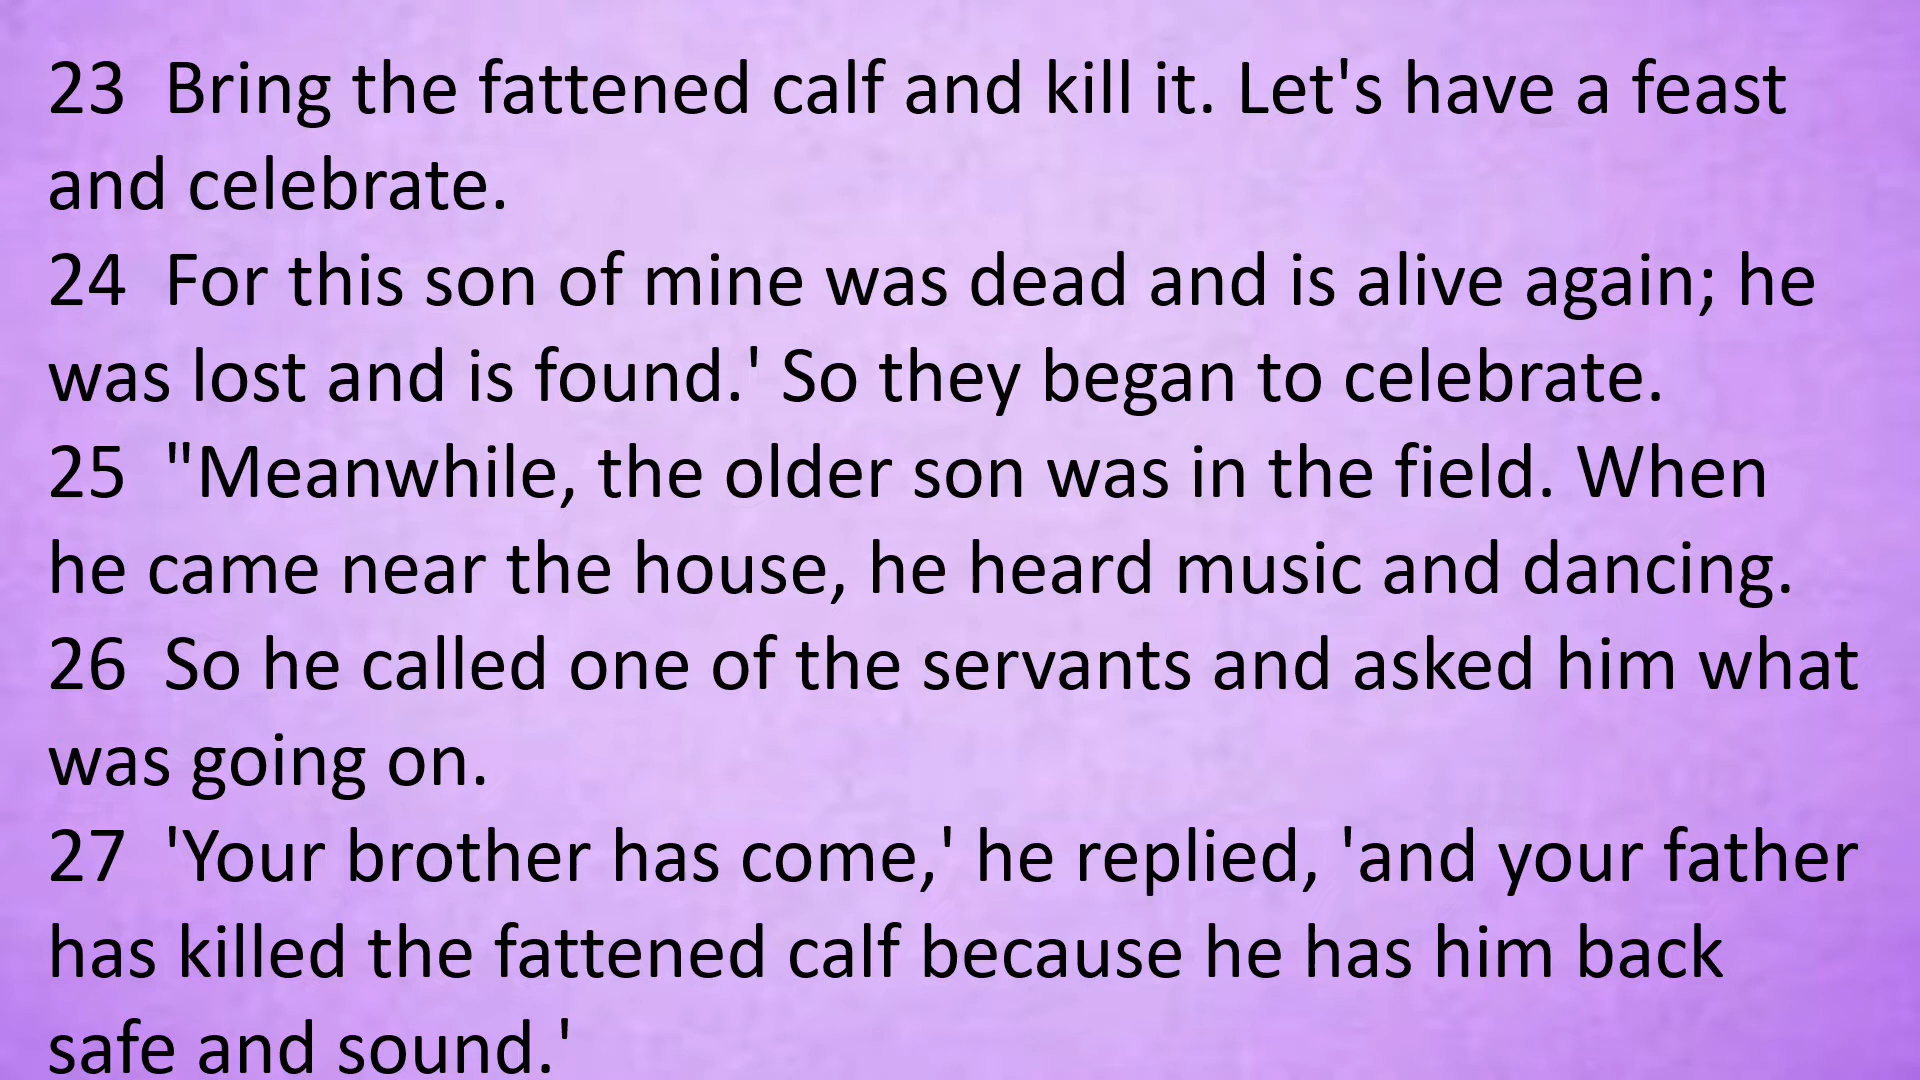 23  Bring the fattened calf and kill it. Let's have a feast
and celebrate.
24  For this son of mine was dead and is alive again; he
was lost and is found.' So they began to celebrate.
25  "Meanwhile, the older son was in the field. When
he came near the house, he heard music and dancing.
26  So he called one of the servants and asked him what
was going on.
27  'Your brother has come,' he replied, 'and your father
has killed the fattened calf because he has him back
safe and sound.'